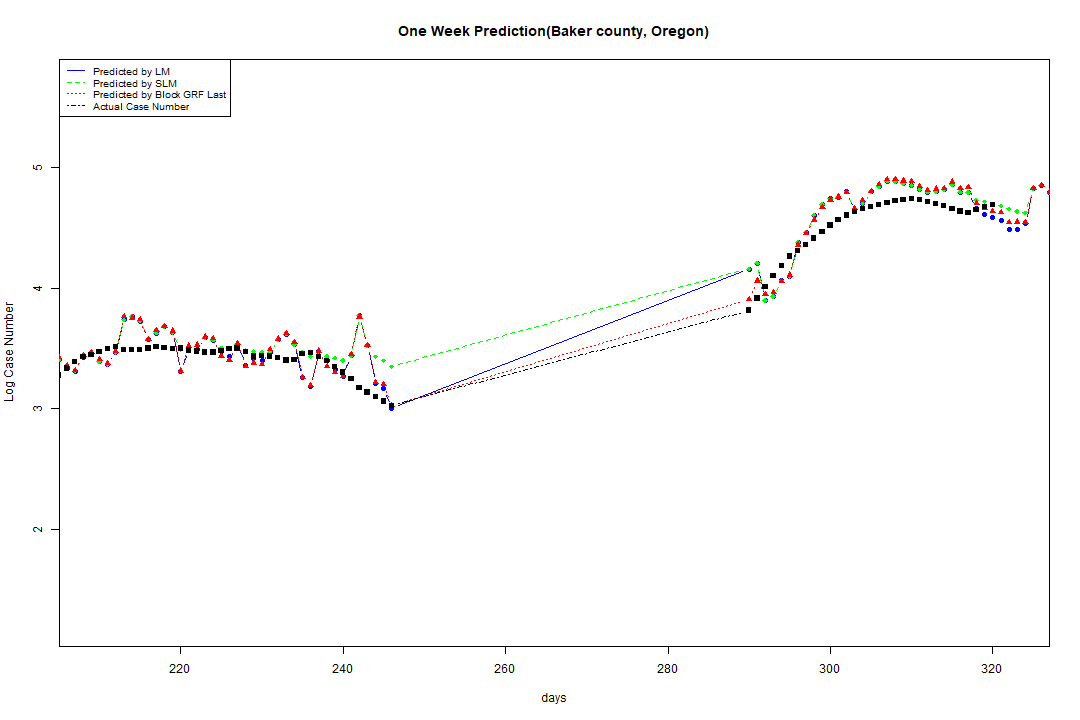 One Week Prediction(Baker county, Oregon)
Predicted by LM
Predicted by SLM
Predicted by Block GRF Last
Actual Case Number
5
4
3
2
Log Case Number
220 240 260 280 300 320
days